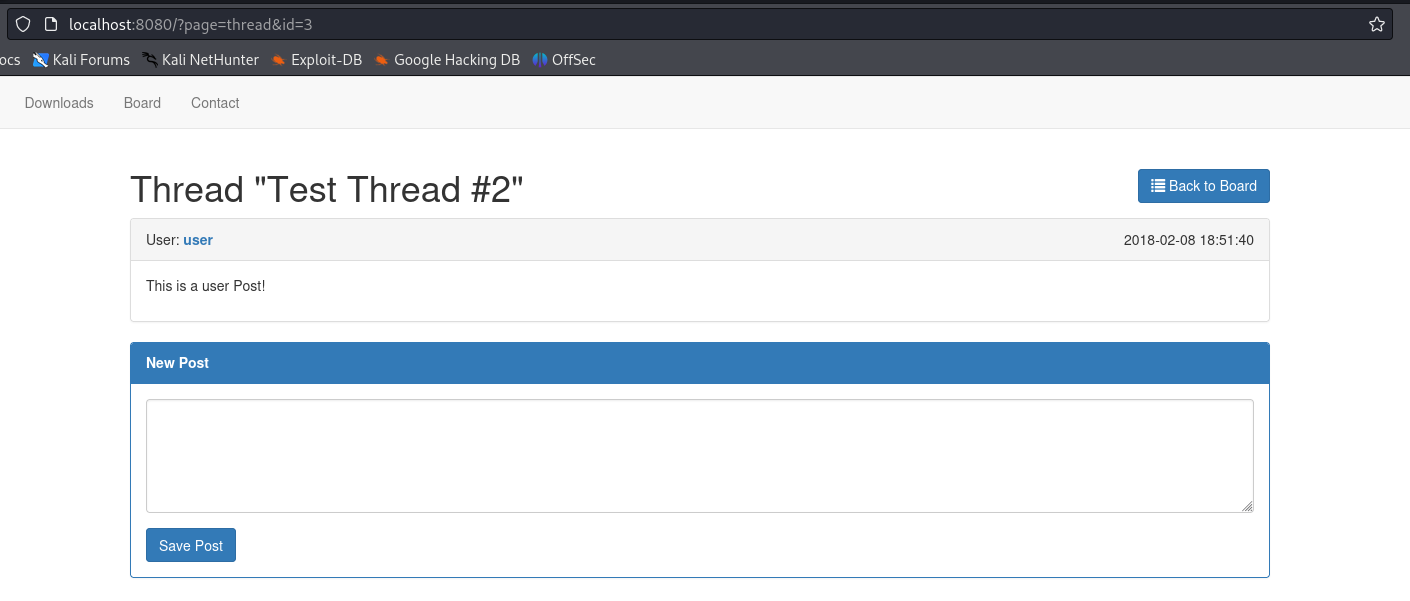 localhost:8080/?page=thread&id=3
ocs Kali Forums Kali NetHunter Exploit-DB Google Hacking DB OffSec
Downloads Board Contact
Thread "Test Thread #2" Back to Board
User: user 2018-02-08 18:51:40
This is a user Post!
New Post
Save Post